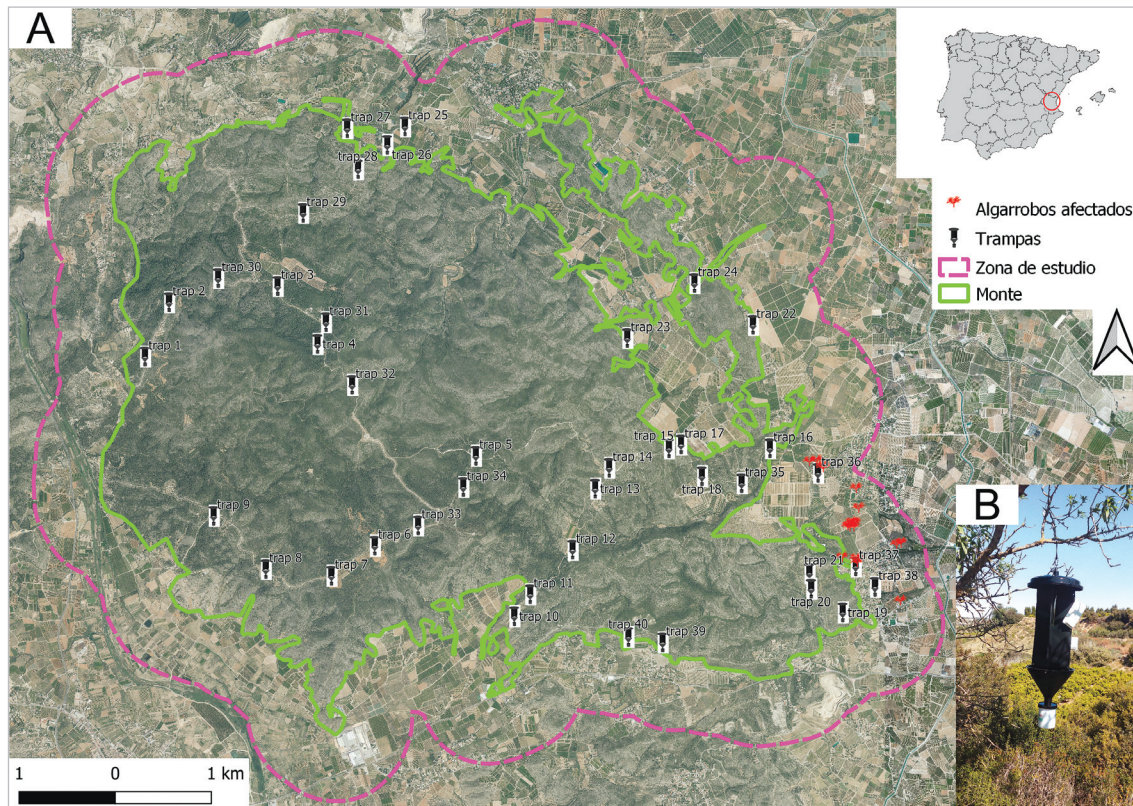 A
trap 27
trap 25
trap 26
trap 28
trap 29
trap 30
trap 3
trap 2
trap 31
trap 4
trap 1
trap 32
trap 24
trap 22
trap 23
trap 5
trap 34
trap 15
trap 17
trap 16
trap 14
trap 13
trap 18
trap 35
trap 36
trap 9
trap 33
trap 6
trap 12
trap 8
trap 7
trap 11
trap 10
trap 21
trap 37
trap 20
trap 38
trap 19
trap 40
trap 39
Algarrobos afectados
Trampas
Zona de estudio
Monte
B
1 0 1 km